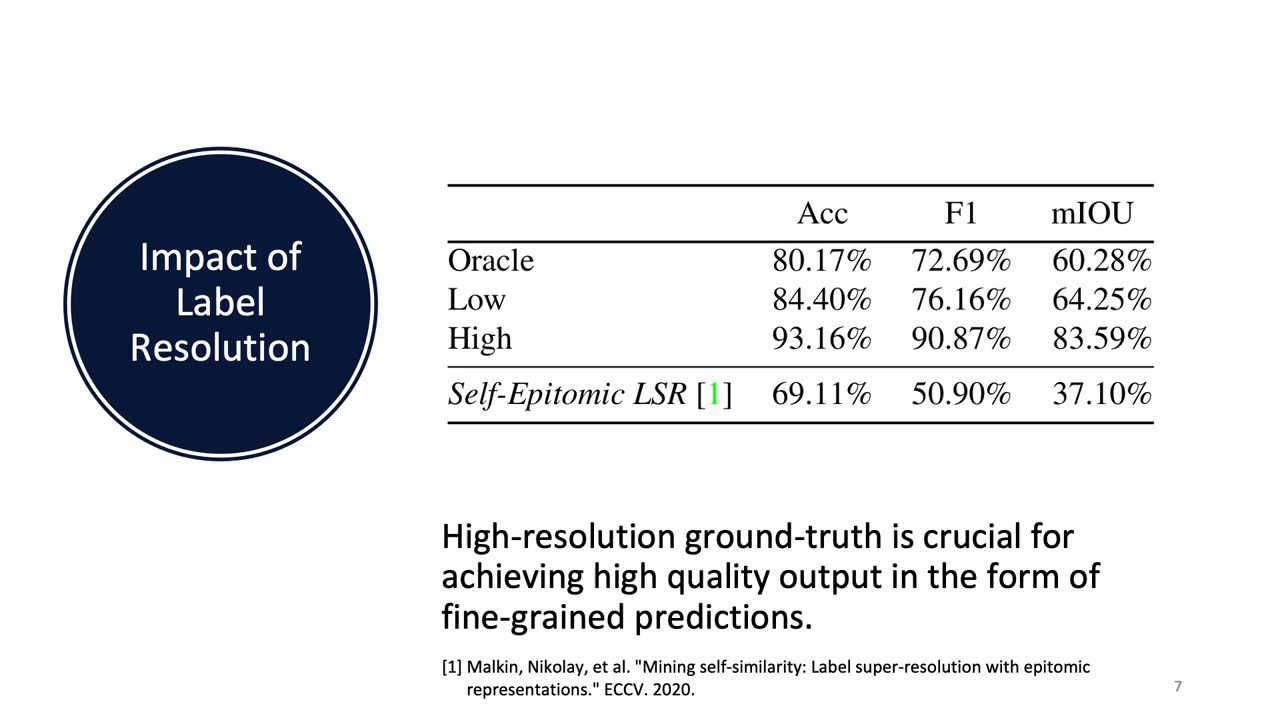 Impact of
Label
Resolution
Acc F1 mIOU
Oracle 80.17% 72.69% 60.28%
Low 84.40% 76.16% 64.25%
High 93.16% 90.87% 83.59%
Self-Epitomic LSR [1] 69.11% 50.90% 37.10%
High-resolution ground-truth is crucial for
achieving high quality output in the form of
fine-grained predictions.
[1] Malkin, Nikolay, et al. "Mining self-similarity: Label super-resolution with epitomic
representations." ECCV. 2020.
7